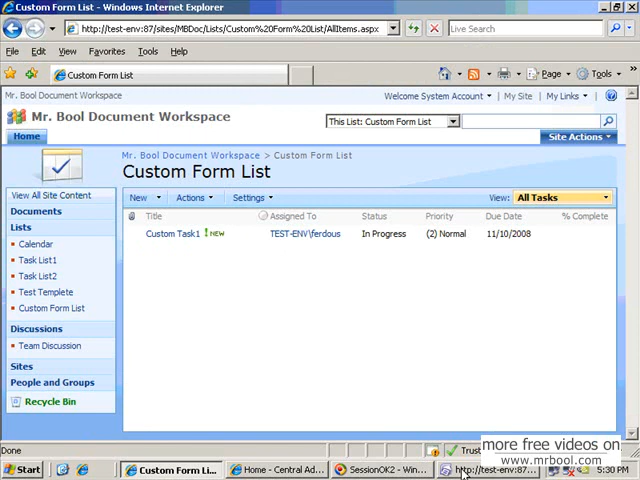 Custom Form List - Windows Internet Explorer
http://test-env:87/sites/MBDoc/Lists/Custom%20Form%20List/AllItems.aspx
Live Search
File Edit View Favorites Tools Help
Custom Form List
Page Tools
Mr. Bool Document Workspace
Welcome System Account My Site My Links
Mr. Bool Document Workspace
This List: Custom Form List
Home
Site Actions
Mr. Bool Document Workspace > Custom Form List
Custom Form List
View All Site Content
Documents
Lists
Calendar
Task List1
Task List2
Test Templete
Custom Form List
Discussions
Team Discussion
Sites
People and Groups
Recycle Bin
New Actions Settings View: All Tasks
Title Assigned To Status Priority Due Date % Complete
Custom Task1 ! NEW TEST-ENV\ferdous In Progress (2) Normal 11/10/2008
Done
more free videos on
www.mrbool.com
Start Custom Form Li... Home - Central Ad... SessionOK2 - Win... http://test-env:87... 5:30 PM